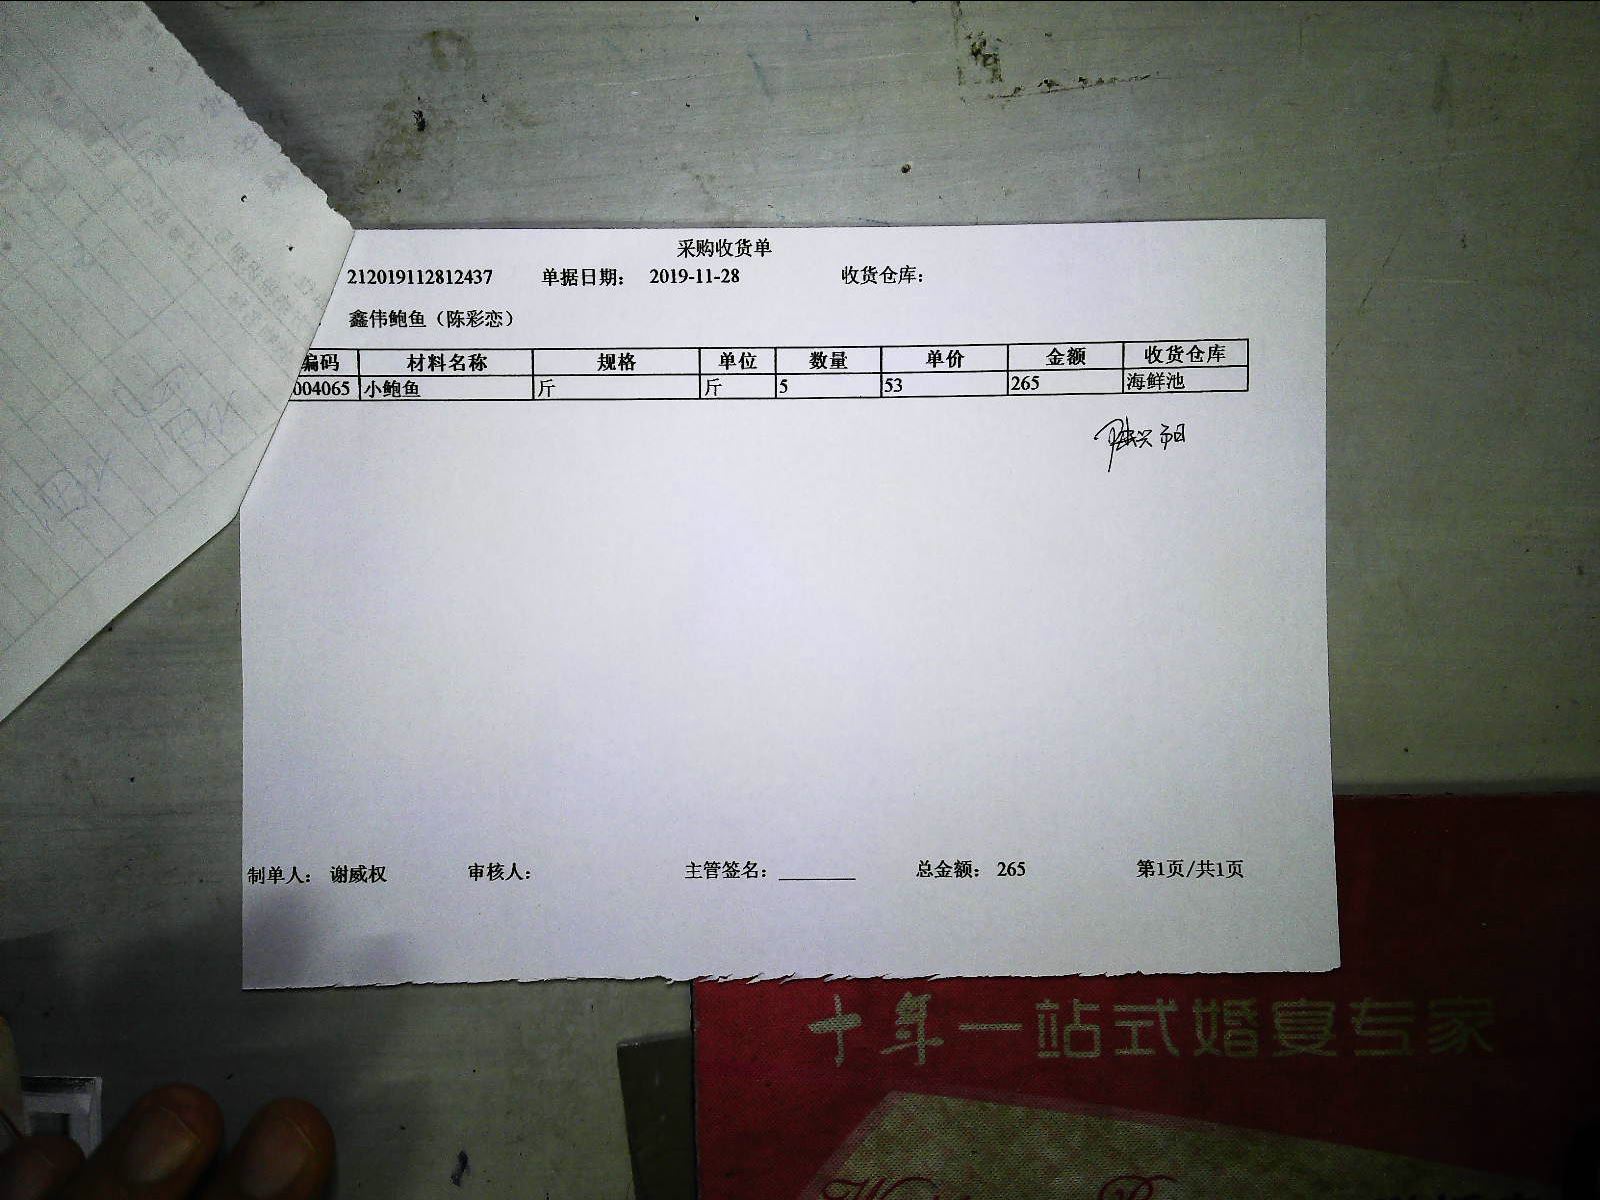 采购收货单
212019112812437 单据日期： 2019-11-28 收货仓库：
鑫伟鲍鱼（陈彩恋）
编码 材料名称 规格 单位 数量 单价 金额 收货仓库
004065 小鲍鱼 斤 斤 5 53 265 海鲜池
制单人： 谢威权 审核人： 主管签名：________ 总金额： 265 第1页/共1页
十年一站式婚宴专家